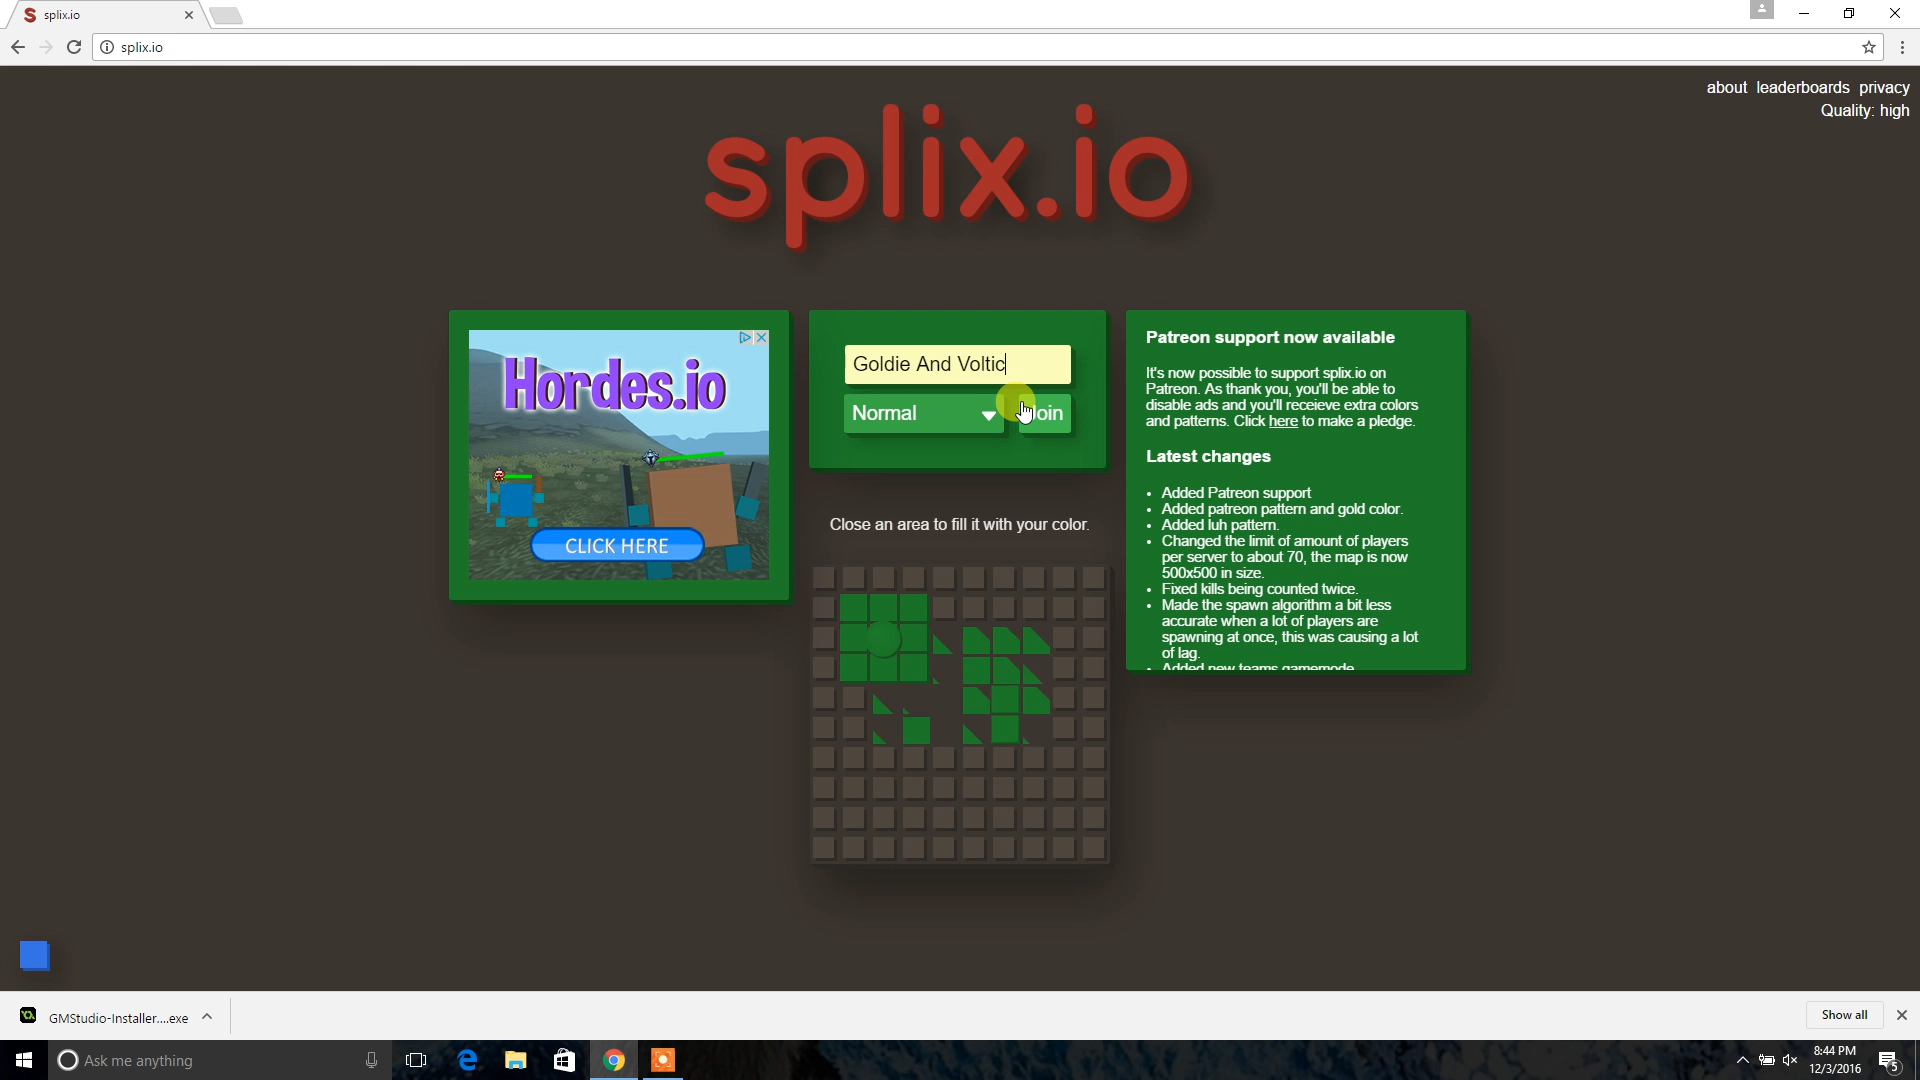 splix.io
splix.io
about leaderboards privacy
Quality: high
splix.io
Hordes.io
CLICK HERE
Goldie And Voltic
Normal
Join
Close an area to fill it with your color.
Patreon support now available
It's now possible to support splix.io on
Patreon. As thank you, you'll be able to
disable ads and you'll receieve extra colors
and patterns. Click here to make a pledge.
Latest changes
• Added Patreon support
• Added patreon pattern and gold color.
• Added luh pattern.
• Changed the limit of amount of players
per server to about 70, the map is now
500x500 in size.
• Fixed kills being counted twice.
• Made the spawn algorithm a bit less
accurate when a lot of players are
spawning at once, this was causing a lot
of lag.
• Added new teams gamemode
GMStudio-Installer....exe
Show all
Ask me anything
8:44 PM
12/3/2016
5